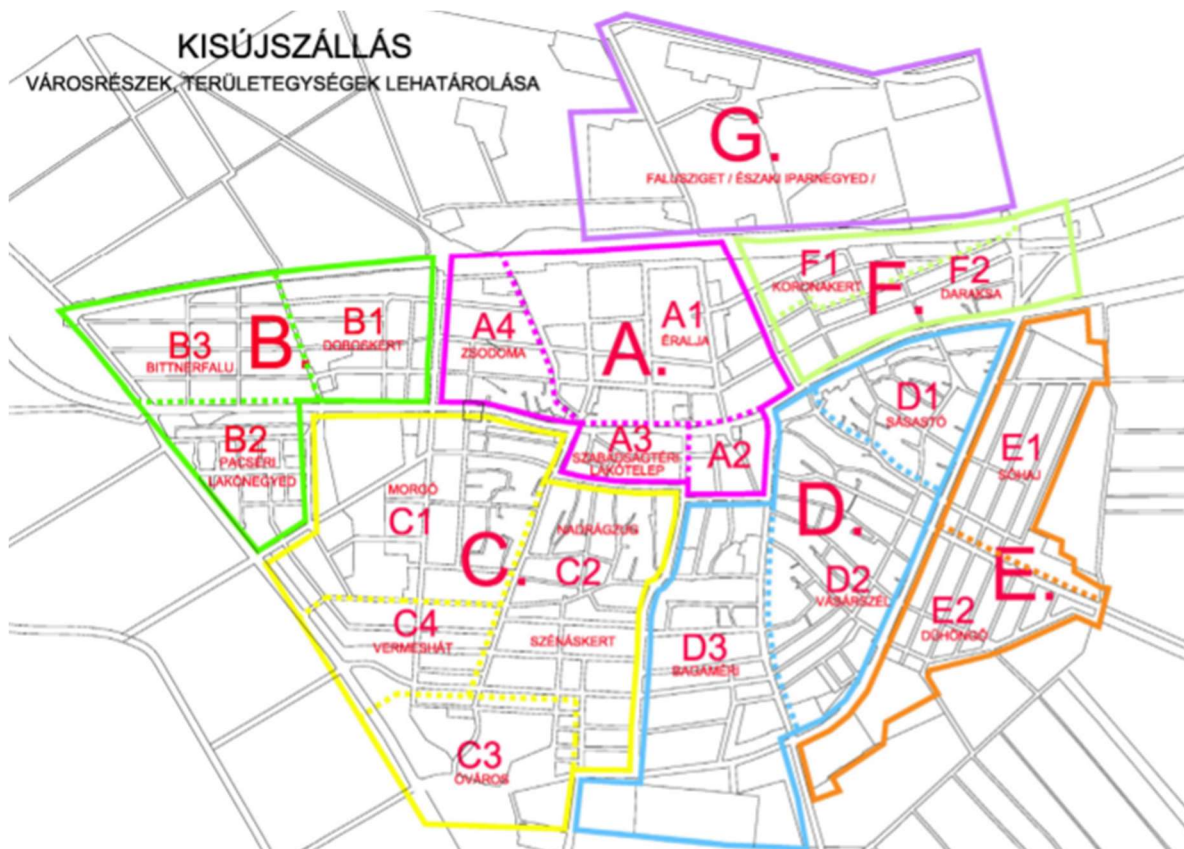 KISÚJSZÁLLÁS
VÁROSRÉSZEK, TERÜLETEGYSÉGEK LEHATÁROLÁSA
G.
FALUSZIGET / ÉSZAKI IPARNEGYED /
F1
KORONAKERT
F.
F2
DARAKSA
B3
BITTNERFALU
B.
B1
DOBOSKERT
A4
ZSODOMA
A.
A1
ÉRALJA
B2
PACSÉRI
LAKÓNEGYED
A3
SZABADSÁGTÉRI
LAKÓTELEP
A2
D1
SÁSASTÓ
E1
SÓHAJ
MORGÓ
C1
C.
NADRÁGZUG
C2
SZÉNÁSKERT
D.
D2
VÁSÁRSZÉL
E.
E2
DÜHÖNGŐ
C4
VERMESHÁT
D3
BAGAMÉRI
C3
ÓVÁROS